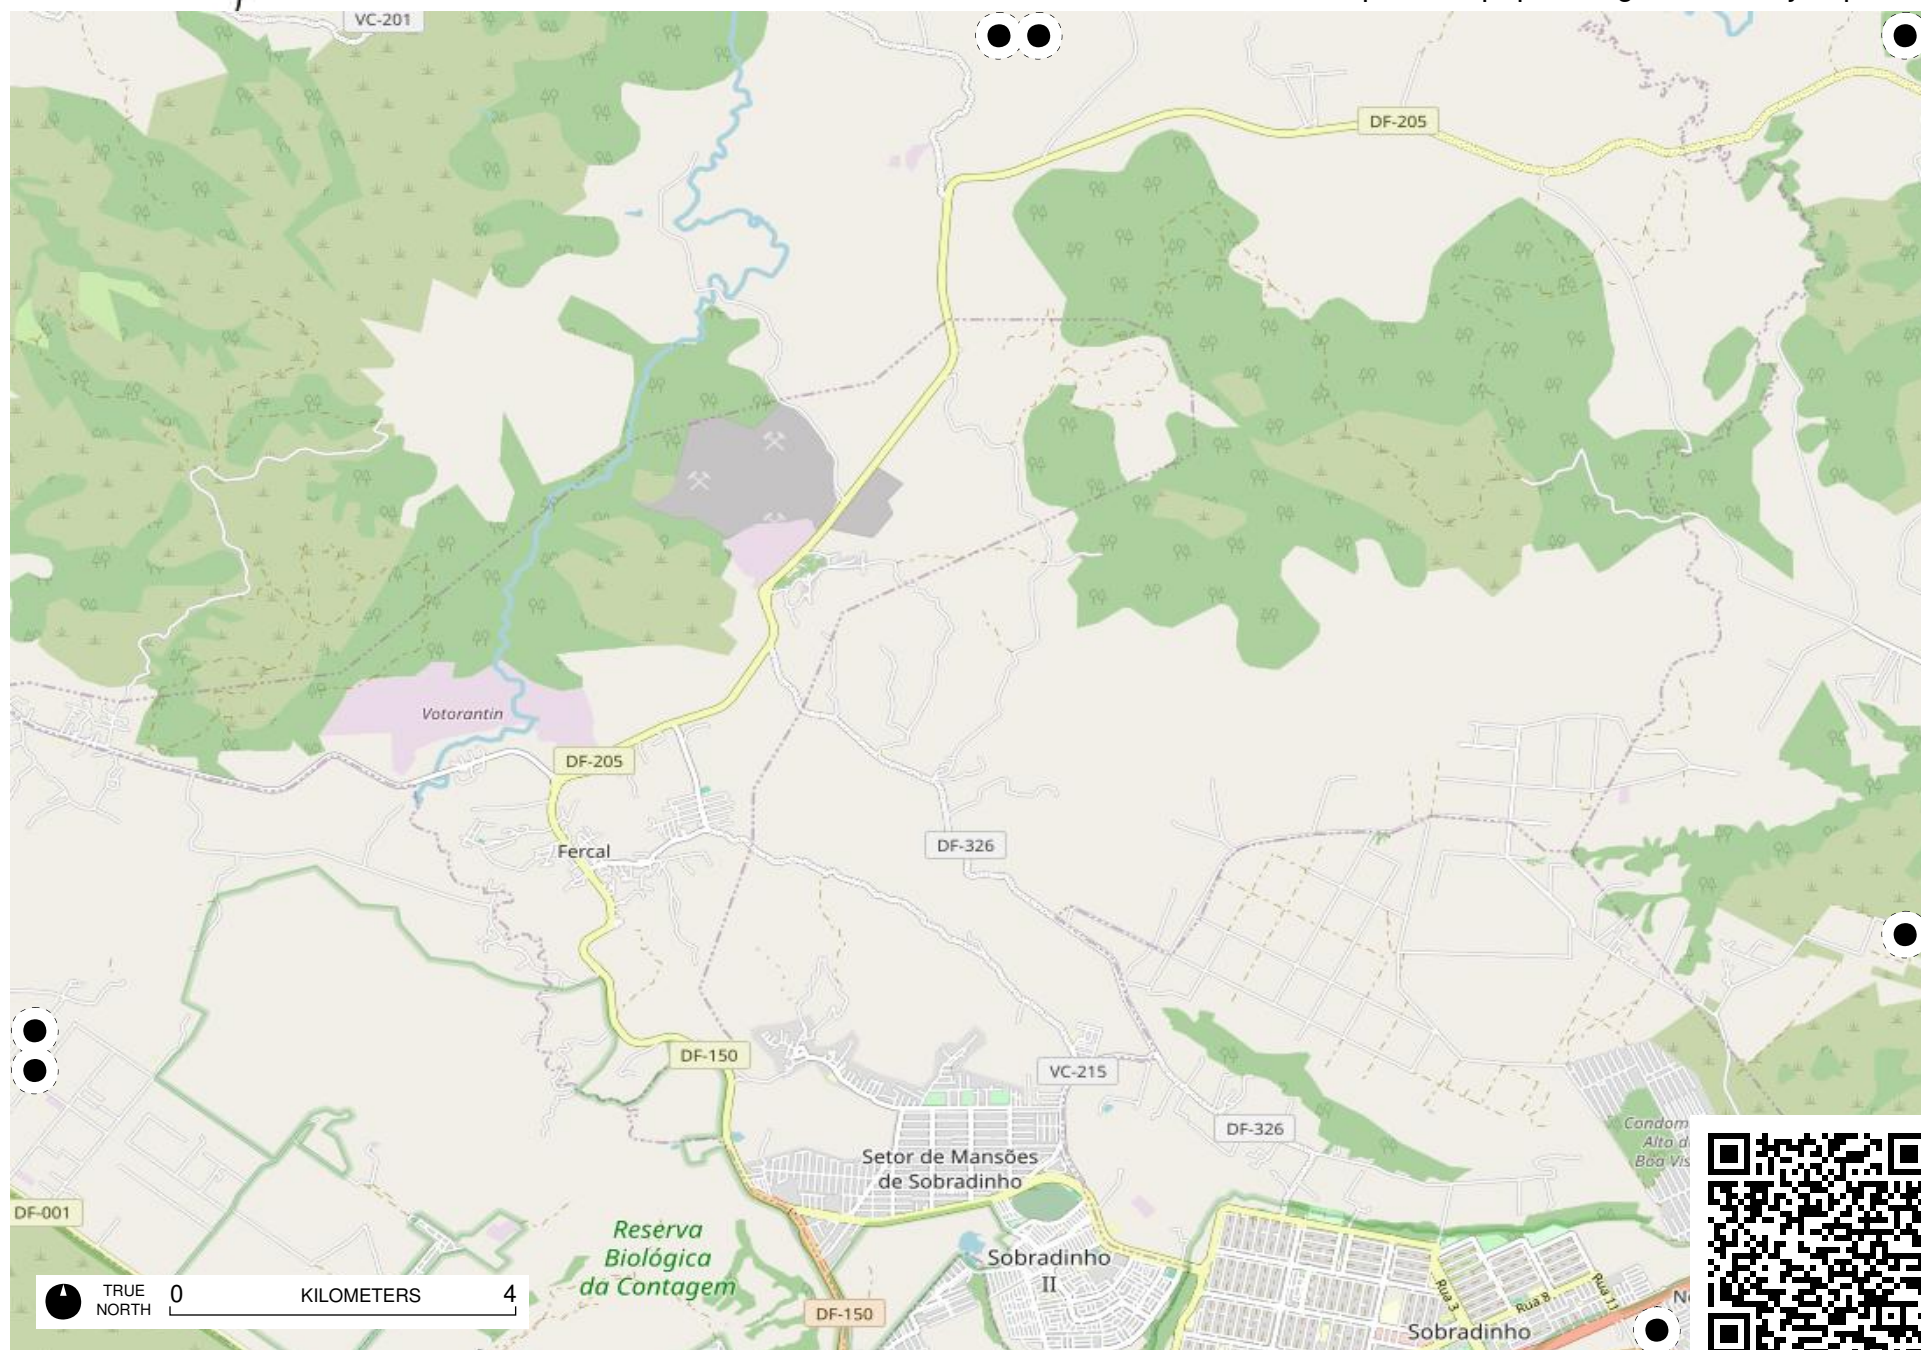 VC-201
DF-205
Votorantin
DF-205
Fercal
DF-326
DF-150
VC-215
DF-326
Setor de Mansões
de Sobradinho
DF-001
Reserva
Biológica
da Contagem
Sobradinho
II
Rua 3
Rua 8
Rua 11
Sobradinho
DF-150
TRUE
NORTH
0 KILOMETERS 4